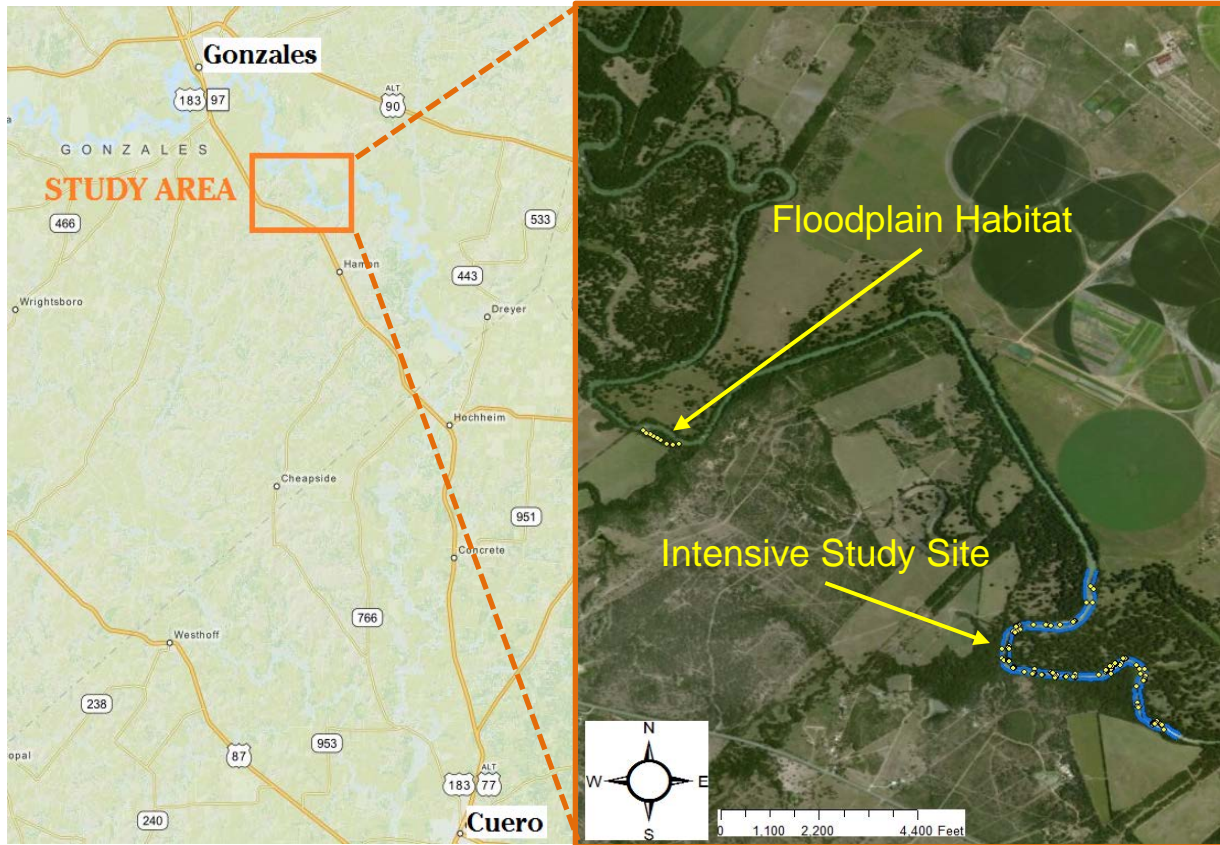 Gonzales
183
97
ALT
90
GONZALES
STUDY AREA
466
533
Hamon
443
Wrightsboro
Dreyer
Hochheim
Cheapside
951
Concrete
766
Westhoff
238
953
opal
87
ALT
183
77
240
Cuero
Floodplain Habitat
Intensive Study Site
N
W
E
S
0 1,100 2,200 4,400 Feet